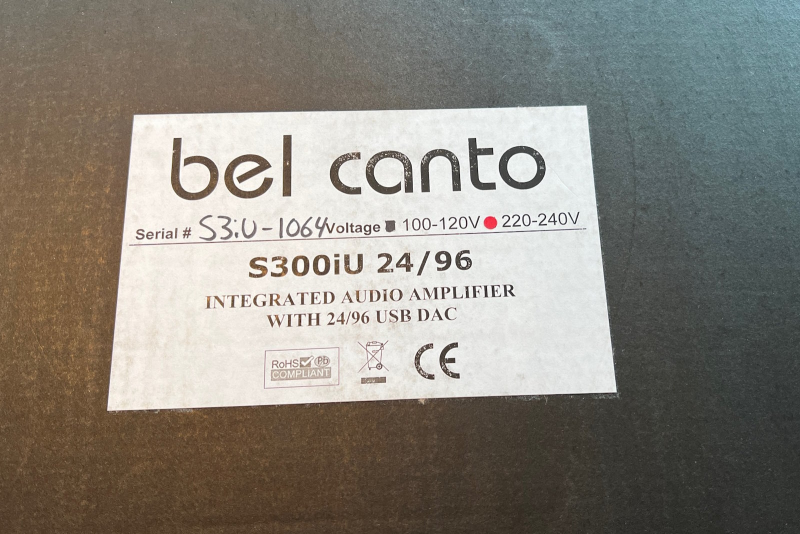 bel canto
Serial # S3iU-1064 Voltage 100-120V 220-240V
S300iU 24/96
INTEGRATED AUDiO AMPLIFIER
WITH 24/96 USB DAC
RoHS Pb
COMPLIANT
CE